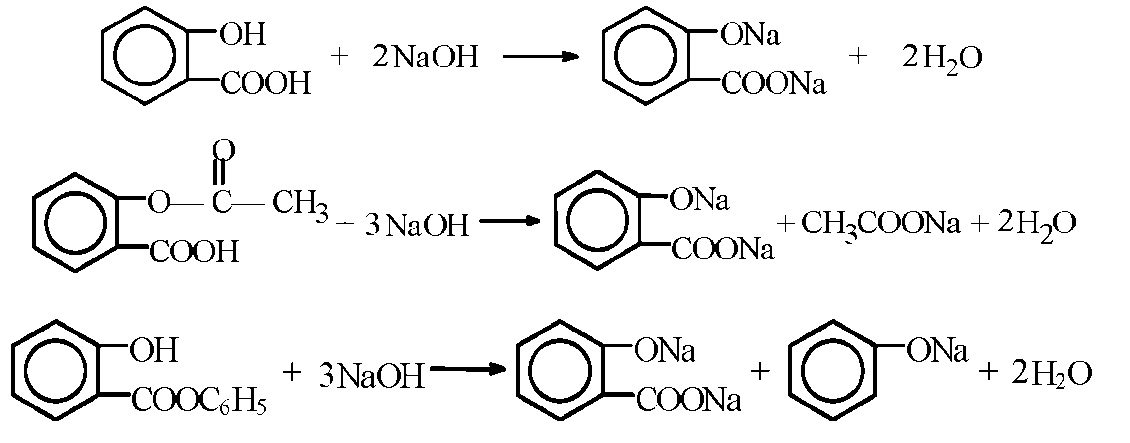 OH COOH + 2NaOH → ONa COONa + 2H₂O
O
O—C—CH₃ COOH – 3NaOH → ONa COONa + CH₃COONa + 2H₂O
OH COOC₆H₅ + 3NaOH → ONa COONa + ONa + 2H₂O